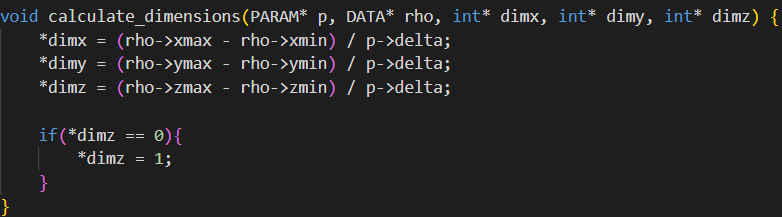 void calculate_dimensions(PARAM* p, DATA* rho, int* dimx, int* dimy, int* dimz) {
    *dimx = (rho->xmax - rho->xmin) / p->delta;
    *dimy = (rho->ymax - rho->ymin) / p->delta;
    *dimz = (rho->zmax - rho->zmin) / p->delta;

    if(*dimz == 0){
        *dimz = 1;
    }
}